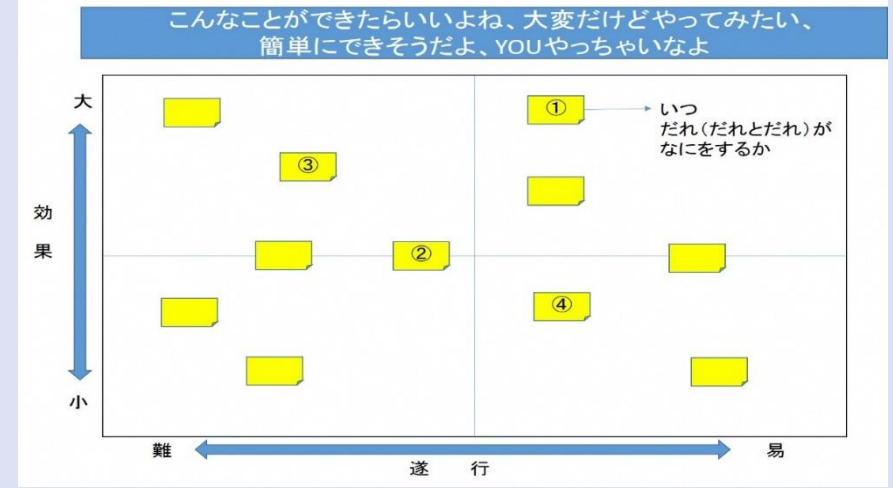 こんなことができたらいいよね、大変だけどやってみたい、
簡単にできそうだよ、YOUやっちゃいなよ
大
効
果
小
①
いつ
だれ（だれとだれ）が
なにをするか
③
②
④
難
易
遂 行